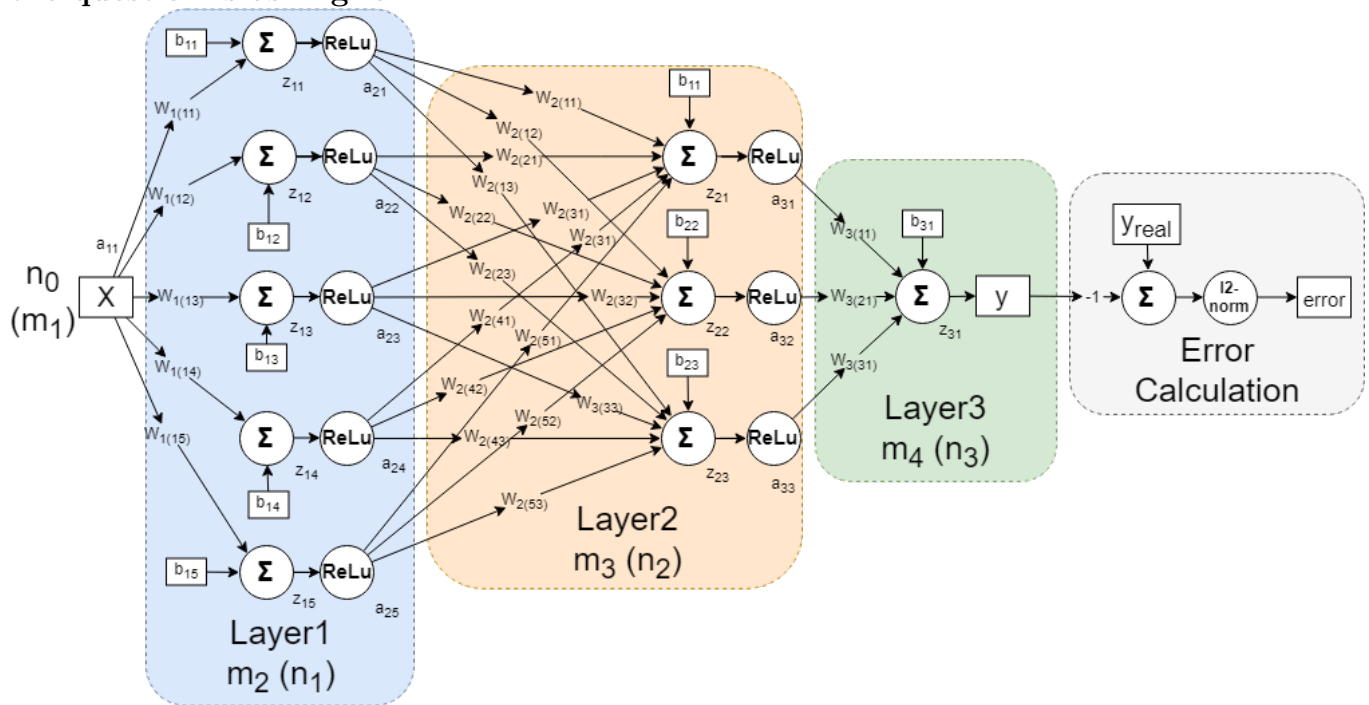 b11
Σ
ReLu
z11
a21
W1(11)
b12
Σ
ReLu
z12
a22
W1(12)
a11
n0
(m1)
X
W1(13)
Σ
ReLu
z13
a23
b13
W1(14)
Σ
ReLu
z14
a24
b14
W1(15)
b15
Σ
ReLu
z15
a25
Layer1
m2 (n1)
W2(11)
W2(12)
W2(21)
W2(13)
W2(22)
W2(31)
W2(31)
W2(23)
W2(32)
W2(41)
W2(51)
W2(42)
W3(33)
W2(52)
W2(43)
W2(53)
b11
Σ
ReLu
z21
a31
b22
Σ
ReLu
z22
a32
b23
Σ
ReLu
z23
a33
Layer2
m3 (n2)
W3(11)
W3(21)
W3(31)
b31
Σ
z31
y
Layer3
m4 (n3)
yreal
-1
Σ
l2-
norm
error
Error
Calculation